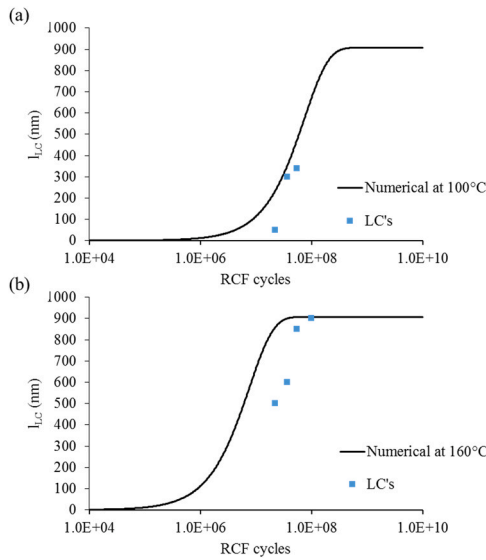 (a)
1000
900
800
700
600
500
400
300
200
100
0
l_LC (nm)
Numerical at 100°C
LC's
1.0E+04 1.0E+06 1.0E+08 1.0E+10
RCF cycles
(b)
1000
900
800
700
600
500
400
300
200
100
0
l_LC (nm)
Numerical at 160°C
LC's
1.0E+04 1.0E+06 1.0E+08 1.0E+10
RCF cycles